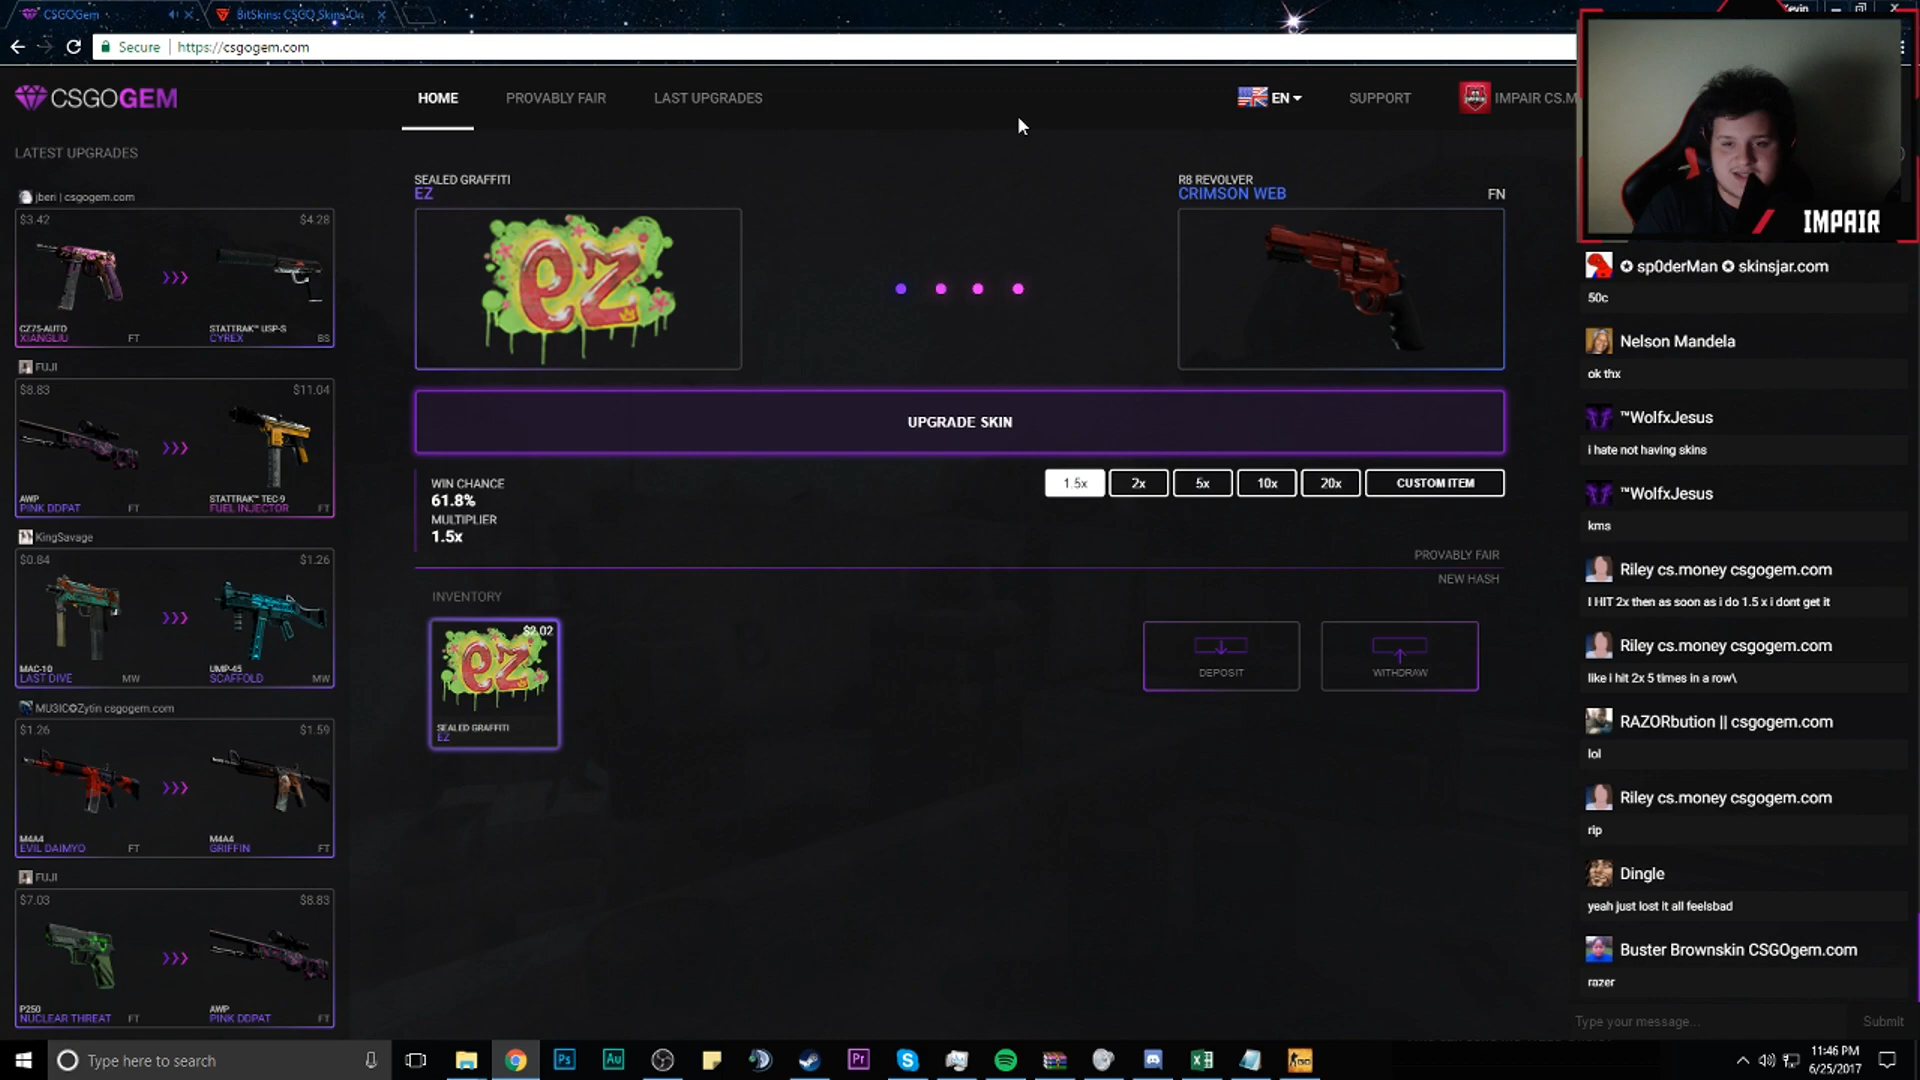 CSGOGem
BitSkins: CSGO Skins On
Secure
https://csgogem.com
CSGOGEM
HOME
PROVABLY FAIR
LAST UPGRADES
EN
SUPPORT
IMPAIR CS.M
LATEST UPGRADES
jberi | csgogem.com
$3.42
$4.28
CZ75-AUTO
XIANGLIU
FT
STATTRAK™ USP-S
CYREX
BS
FUJI
$8.83
$11.04
AWP
PINK DDPAT
FT
STATTRAK™ TEC-9
FUEL INJECTOR
FT
KingSavage
$0.84
$1.26
MAC-10
LAST DIVE
MW
UMP-45
SCAFFOLD
MW
MU3IC✪Zytin csgogem.com
$1.26
$1.59
M4A4
EVIL DAIMYO
FT
M4A4
GRIFFIN
FT
FUJI
$7.03
$8.83
P250
NUCLEAR THREAT
FT
AWP
PINK DDPAT
FT
SEALED GRAFFITI
EZ
ez
R8 REVOLVER
CRIMSON WEB
FN
UPGRADE SKIN
WIN CHANCE
61.8%
MULTIPLIER
1.5x
1.5x
2x
5x
10x
20x
CUSTOM ITEM
PROVABLY FAIR
NEW HASH
INVENTORY
$2.02
ez
SEALED GRAFFITI
EZ
DEPOSIT
WITHDRAW
IMPAIR
✪ sp0derMan ✪ skinsjar.com
50c
Nelson Mandela
ok thx
™WolfxJesus
i hate not having skins
™WolfxJesus
kms
Riley cs.money csgogem.com
I HIT 2x then as soon as i do 1.5 x i dont get it
Riley cs.money csgogem.com
like i hit 2x 5 times in a row\
RAZORbution || csgogem.com
lol
Riley cs.money csgogem.com
rip
Dingle
yeah just lost it all feelsbad
Buster Brownskin CSGOgem.com
razer
Type your message...
Submit
Type here to search
Ps
Au
Pr
11:46 PM
6/25/2017